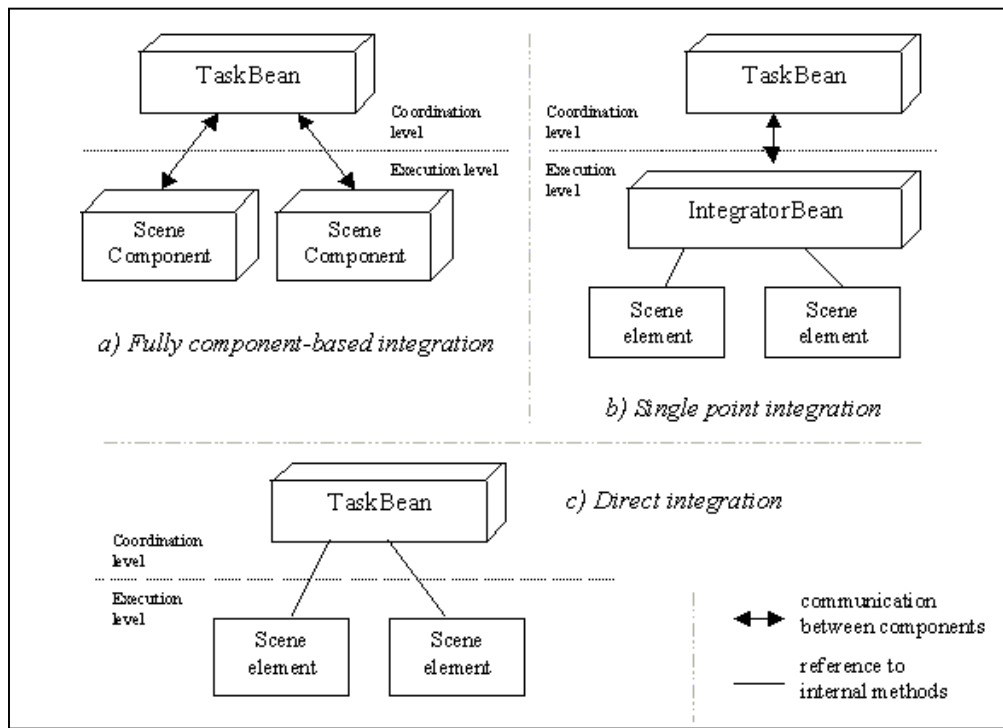 TaskBean
Coordination
level
Execution level
Scene
Component
Scene
Component
a) Fully component-based integration
TaskBean
Coordination
level
Execution
level
IntegratorBean
Scene
element
Scene
element
b) Single point integration
TaskBean
c) Direct integration
Coordination
level
Execution
level
Scene
element
Scene
element
communication
between components
reference to
internal methods